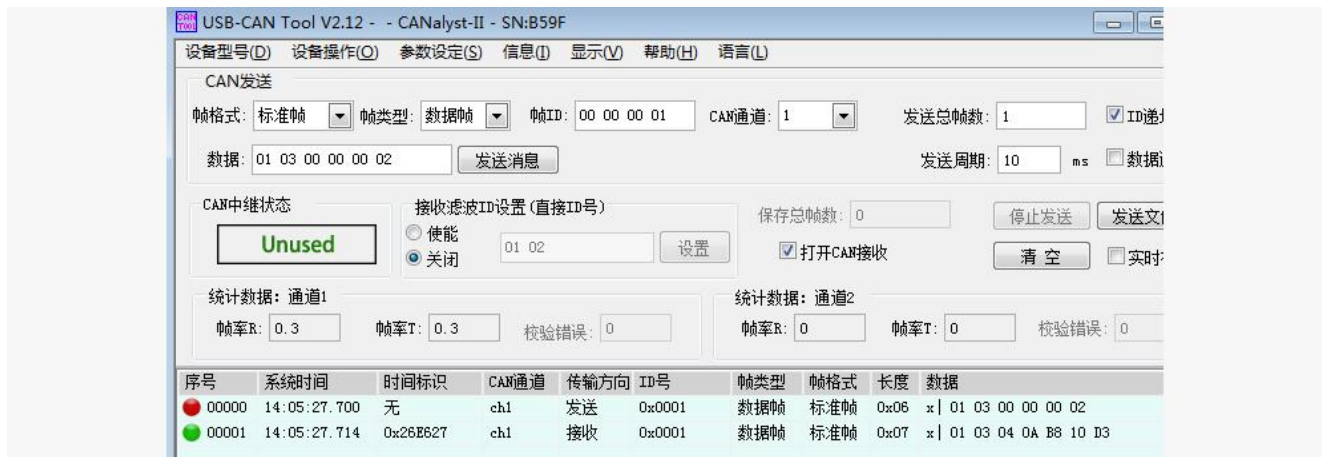 USB-CAN Tool V2.12 - - CANalyst-II - SN:B59F
设备型号(D) 设备操作(O) 参数设定(S) 信息(I) 显示(V) 帮助(H) 语言(L)
CAN发送
帧格式: 标准帧 帧类型: 数据帧 帧ID: 00 00 00 01 CAN通道: 1 发送总帧数: 1 ID递
数据: 01 03 00 00 00 02 发送消息 发送周期: 10 ms 数据
CAN中继状态 接收滤波ID设置(直接ID号) 保存总帧数: 0 停止发送 发送文
Unused 使能 01 02 设置 打开CAN接收 清空 实时
关闭
统计数据: 通道1 统计数据: 通道2
帧率R: 0.3 帧率T: 0.3 校验错误: 0 帧率R: 0 帧率T: 0 校验错误: 0
序号 系统时间 时间标识 CAN通道 传输方向 ID号 帧类型 帧格式 长度 数据
00000 14:05:27.700 无 ch1 发送 0x0001 数据帧 标准帧 0x06 x| 01 03 00 00 00 02
00001 14:05:27.714 0x26E627 ch1 接收 0x0001 数据帧 标准帧 0x07 x| 01 03 04 0A B8 10 D3